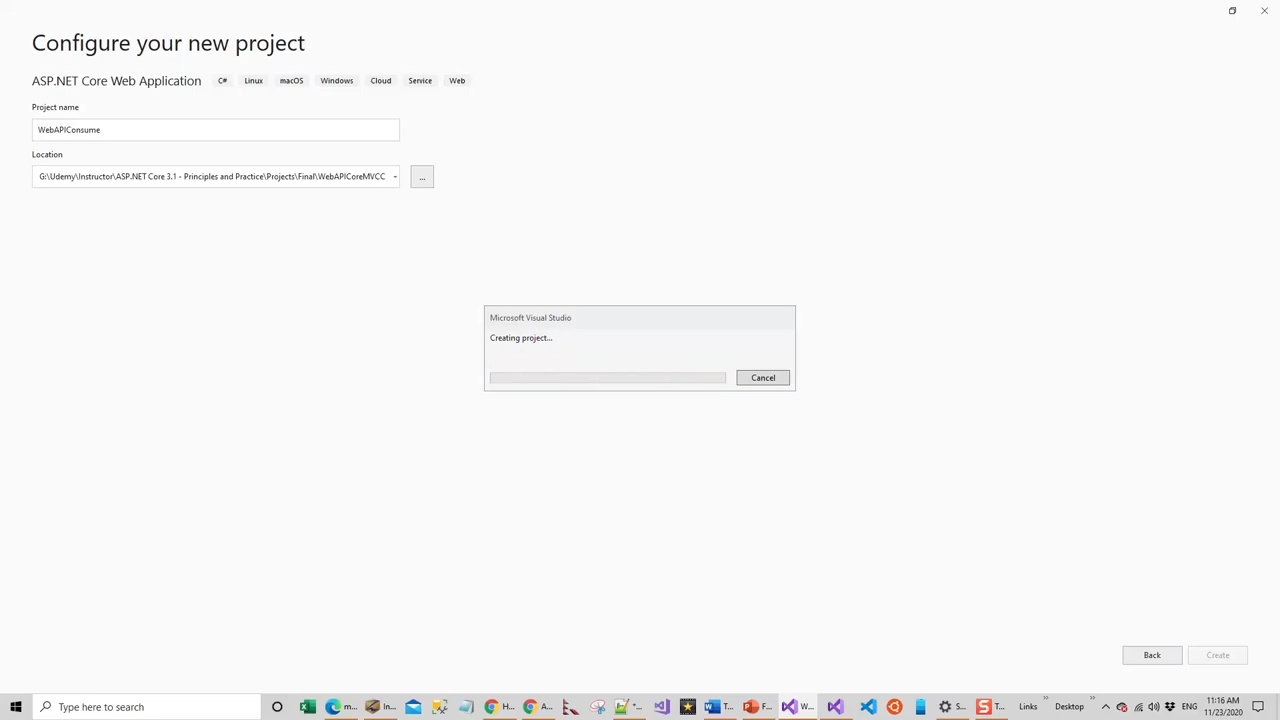 Configure your new project
ASP.NET Core Web Application C# Linux macOS Windows Cloud Service Web
Project name
WebAPIConsume
Location
G:\Udemy\Instructor\ASP.NET Core 3.1 - Principles and Practice\Projects\Final\WebAPICoreMVCC
...
Microsoft Visual Studio
Creating project...
Cancel
Back Create
Type here to search m... In... H... A... "... T... F... W... S... T... Links Desktop ENG
11:16 AM
11/23/2020